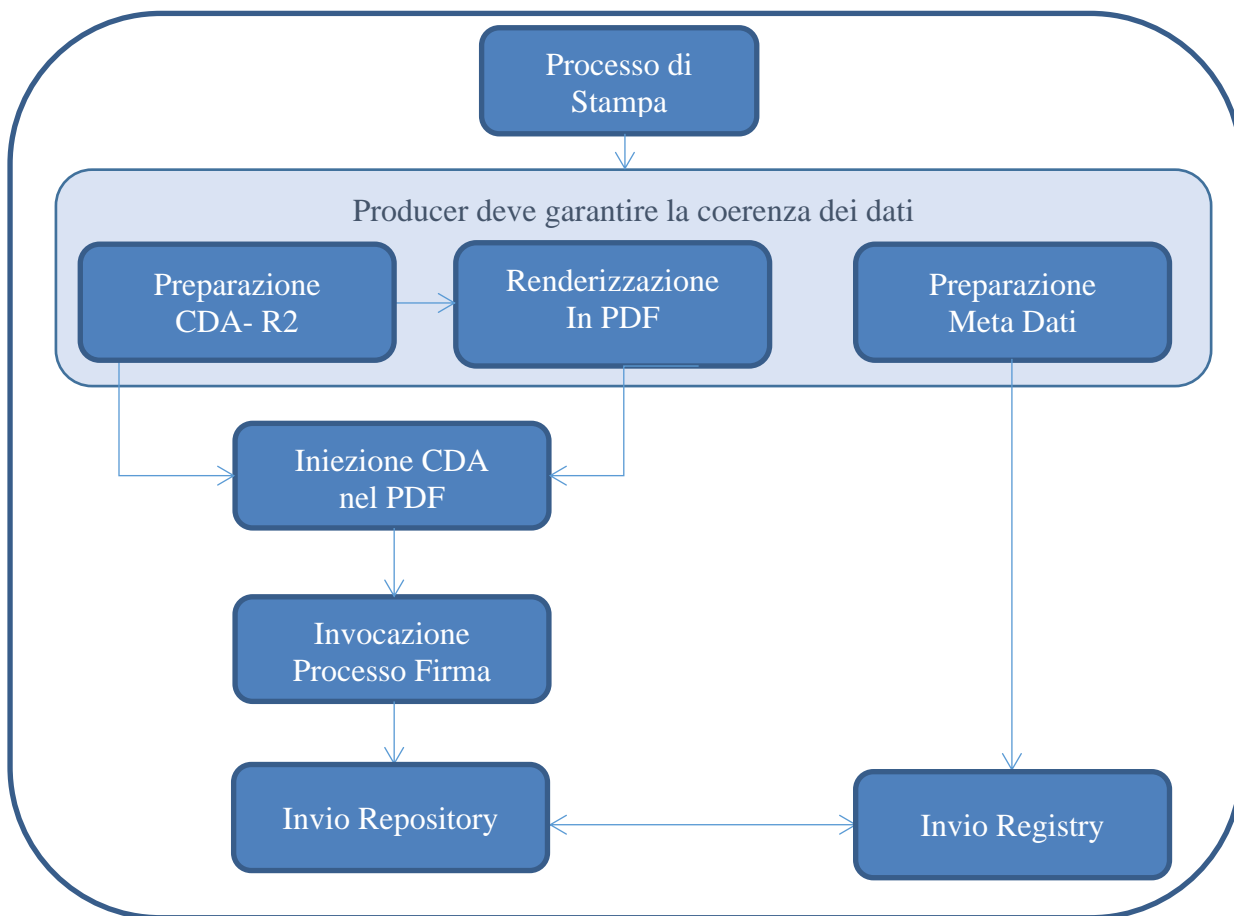 Processo di
Stampa
Producer deve garantire la coerenza dei dati
Preparazione
CDA- R2
Renderizzazione
In PDF
Preparazione
Meta Dati
Iniezione CDA
nel PDF
Invocazione
Processo Firma
Invio Repository
Invio Registry